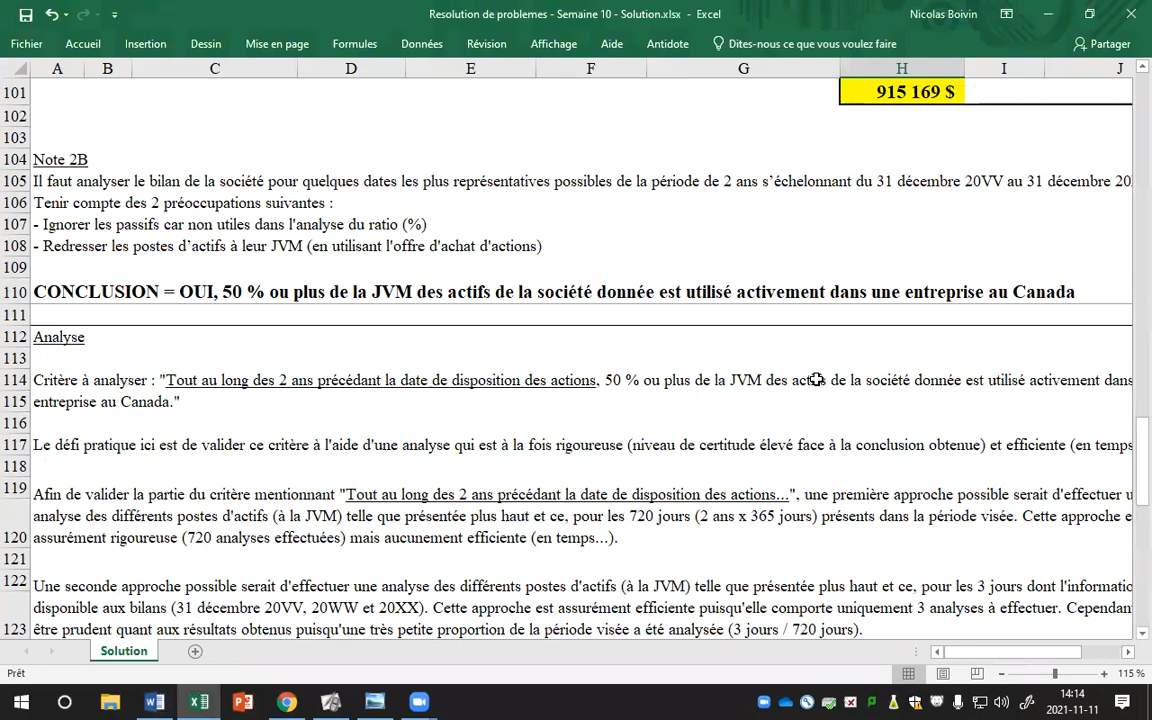 Resolution de problemes - Semaine 10 - Solution.xlsx - Excel
Nicolas Boivin
Fichier Accueil Insertion Dessin Mise en page Formules Données Révision Affichage Aide Antidote Dites-nous ce que vous voulez faire Partager
A B C D E F G H I J
101 915 169 $
102
103
104 Note 2B
105 Il faut analyser le bilan de la société pour quelques dates les plus représentatives possibles de la période de 2 ans s'échelonnant du 31 décembre 20VV au 31 décembre 20
106 Tenir compte des 2 préoccupations suivantes :
107 - Ignorer les passifs car non utiles dans l'analyse du ratio (%)
108 - Redresser les postes d'actifs à leur JVM (en utilisant l'offre d'achat d'actions)
109
110 CONCLUSION = OUI, 50 % ou plus de la JVM des actifs de la société donnée est utilisé activement dans une entreprise au Canada
111
112 Analyse
113
114 Critère à analyser : "Tout au long des 2 ans précédant la date de disposition des actions, 50 % ou plus de la JVM des actifs de la société donnée est utilisé activement dans
115 entreprise au Canada."
116
117 Le défi pratique ici est de valider ce critère à l'aide d'une analyse qui est à la fois rigoureuse (niveau de certitude élevé face à la conclusion obtenue) et efficiente (en temps
118
119 Afin de valider la partie du critère mentionnant "Tout au long des 2 ans précédant la date de disposition des actions...", une première approche possible serait d'effectuer u
analyse des différents postes d'actifs (à la JVM) telle que présentée plus haut et ce, pour les 720 jours (2 ans x 365 jours) présents dans la période visée. Cette approche e
120 assurément rigoureuse (720 analyses effectuées) mais aucunement efficiente (en temps...).
121
122 Une seconde approche possible serait d'effectuer une analyse des différents postes d'actifs (à la JVM) telle que présentée plus haut et ce, pour les 3 jours dont l'informatio
disponible aux bilans (31 décembre 20VV, 20WW et 20XX). Cette approche est assurément efficiente puisqu'elle comporte uniquement 3 analyses à effectuer. Cependan
123 être prudent quant aux résultats obtenus puisqu'une très petite proportion de la période visée a été analysée (3 jours / 720 jours).
Solution
Prêt
115 %
14:14
2021-11-11